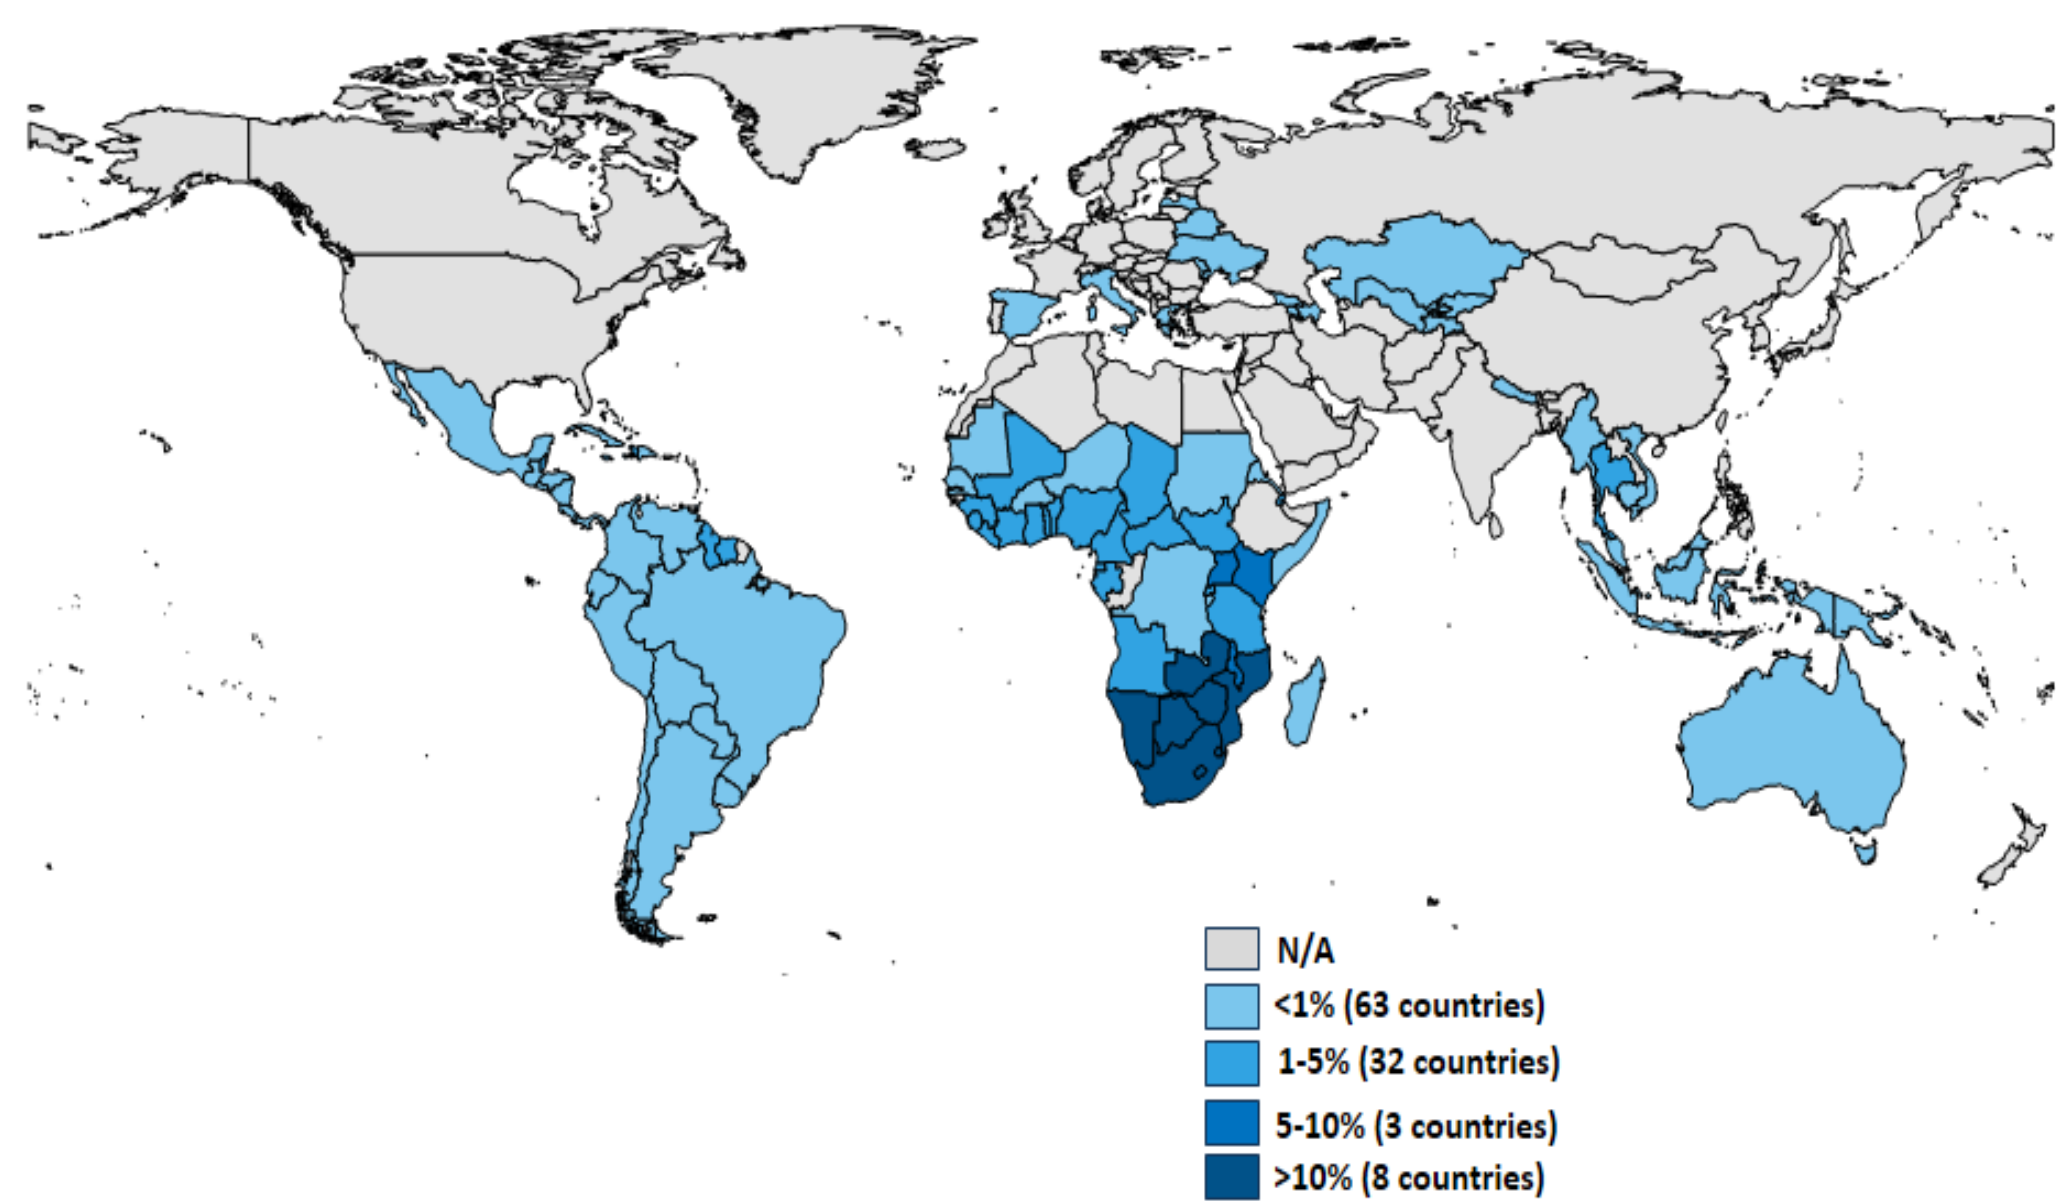 N/A
<1% (63 countries)
1-5% (32 countries)
5-10% (3 countries)
>10% (8 countries)